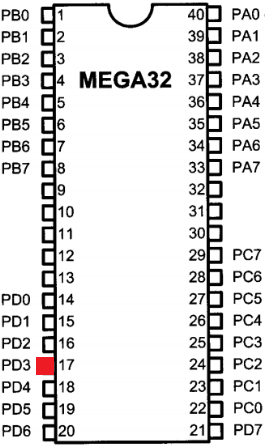 PB0 1 40 PA0
PB1 2 39 PA1
PB2 3 38 PA2
PB3 4 MEGA32 37 PA3
PB4 5 36 PA4
PB5 6 35 PA5
PB6 7 34 PA6
PB7 8 33 PA7
9 32
10 31
11 30
12 29 PC7
13 28 PC6
PD0 14 27 PC5
PD1 15 26 PC4
PD2 16 25 PC3
PD3 17 24 PC2
PD4 18 23 PC1
PD5 19 22 PC0
PD6 20 21 PD7